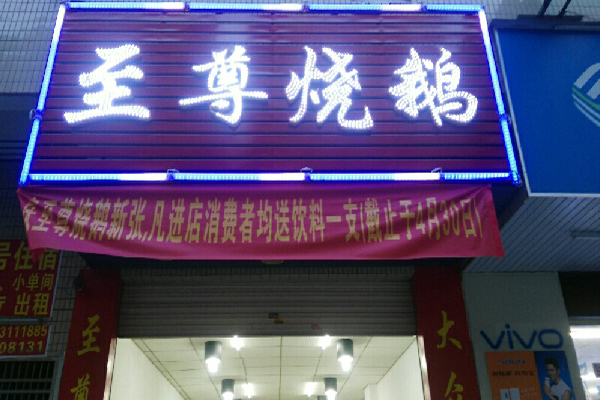 至尊烧鹅
至尊烧鹅新张,凡进店消费者均送饮料一支(截止于4月30日)
号住宿
小单间
出租
3111885
08131
至尊
大
vivo